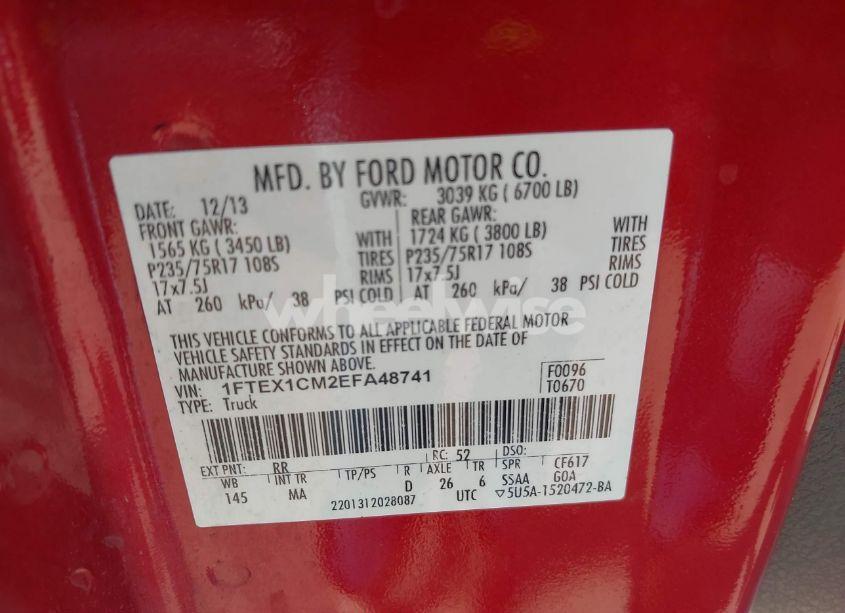 MFD. BY FORD MOTOR CO.
DATE: 12/13 GVWR: 3039 KG ( 6700 LB)
FRONT GAWR: REAR GAWR:
1565 KG ( 3450 LB) WITH 1724 KG ( 3800 LB) WITH
P235/75R17 108S TIRES P235/75R17 108S TIRES
17x7.5J RIMS 17x7.5J RIMS
AT 260 kPa/ 38 PSI COLD AT 260 kPa/ 38 PSI COLD
wheelwise
THIS VEHICLE CONFORMS TO ALL APPLICABLE FEDERAL MOTOR
VEHICLE SAFETY STANDARDS IN EFFECT ON THE DATE OF
MANUFACTURE SHOWN ABOVE.
VIN: 1FTEX1CM2EFA48741 F0096
TYPE: Truck T0670
EXT PNT: RR RC: 52 DSO:
WB INT TR TP/PS R AXLE TR SPR CF617
145 MA D 26 6 SSAA GOA
2201312028087 UTC ▽5U5A-1520472-BA